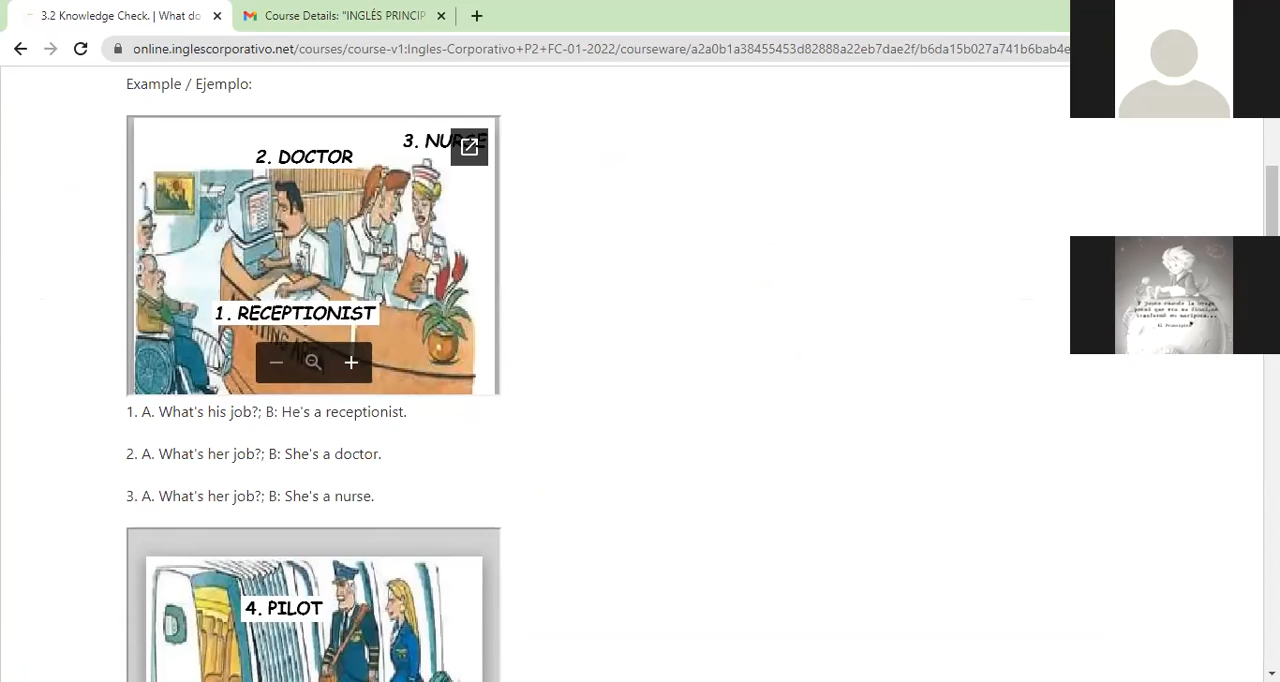 3.2 Knowledge Check. | What do
Course Details: "INGLÉS PRINCIP
online.inglescorporativo.net/courses/course-v1:Ingles-Corporativo+P2+FC-01-2022/courseware/a2a0b1a38455453d82888a22eb7dae2f/b6da15b027a741b6bab4e
Example / Ejemplo:
3. NURSE
2. DOCTOR
1. RECEPTIONIST
1. A. What's his job?; B: He's a receptionist.
2. A. What's her job?; B: She's a doctor.
3. A. What's her job?; B: She's a nurse.
4. PILOT
El Principito